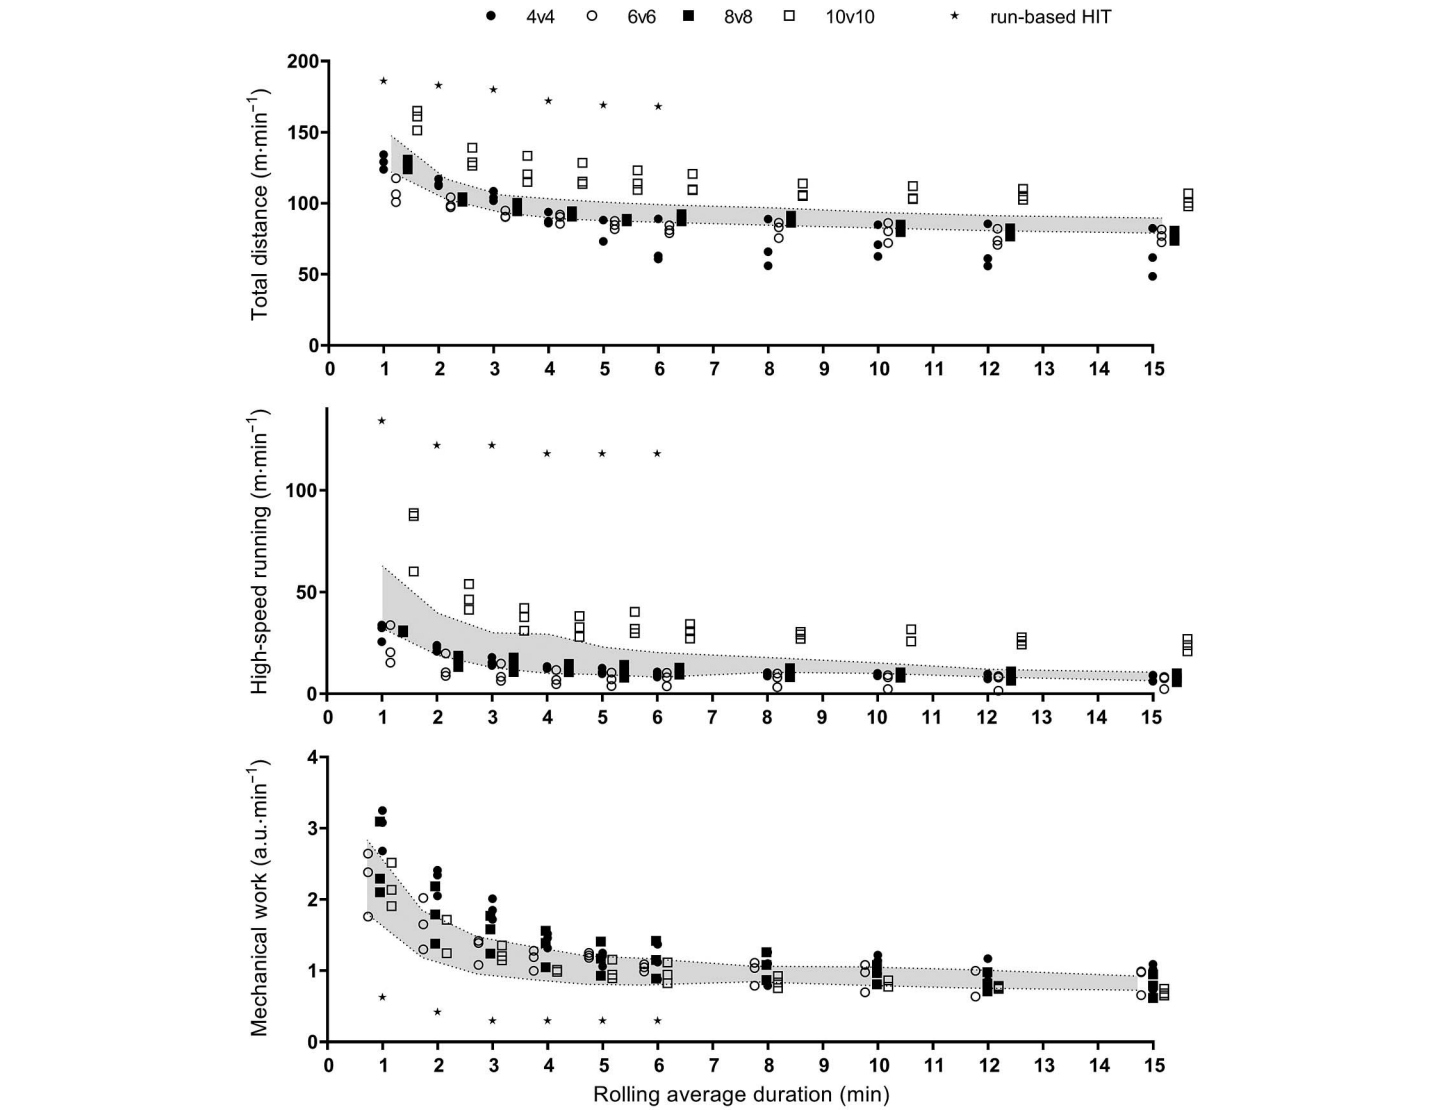 4v4 6v6 8v8 10v10 run-based HIT
Total distance (m·min⁻¹)
200
150
100
50
0
0 1 2 3 4 5 6 7 8 9 10 11 12 13 14 15
High-speed running (m·min⁻¹)
100
50
0
0 1 2 3 4 5 6 7 8 9 10 11 12 13 14 15
Mechanical work (a.u.·min⁻¹)
4
3
2
1
0
0 1 2 3 4 5 6 7 8 9 10 11 12 13 14 15
Rolling average duration (min)